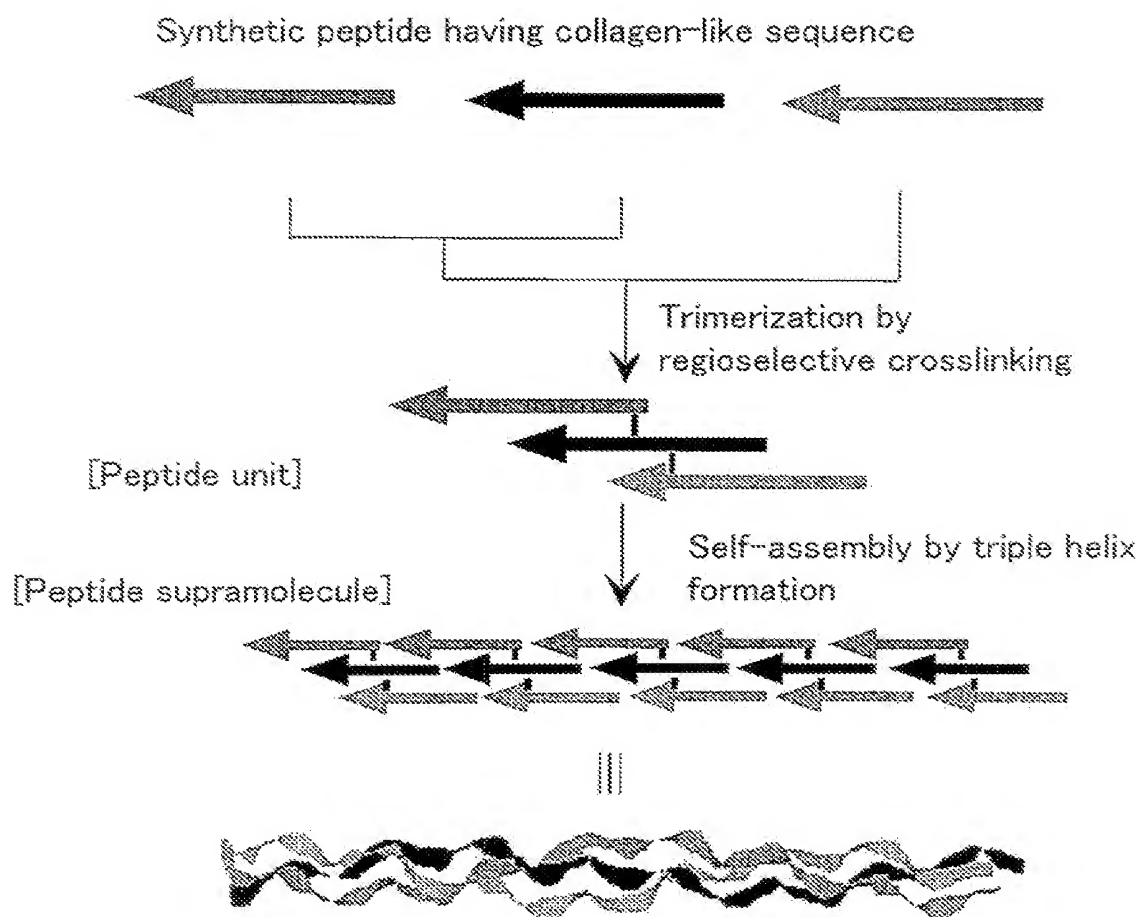 Synthetic peptide having collagen-like sequence
Trimerization by
regioselective crosslinking
[Peptide unit]
Self-assembly by triple helix
formation
[Peptide supramolecule]